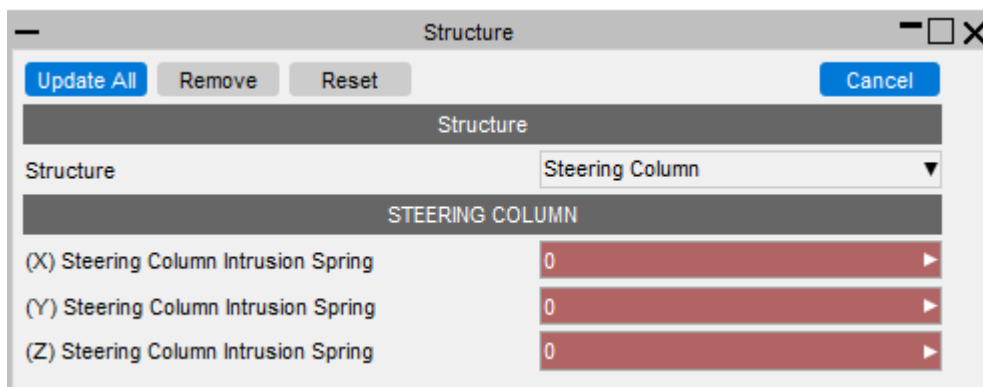 Structure
Update All Remove Reset Cancel
Structure
Structure Steering Column
STEERING COLUMN
(X) Steering Column Intrusion Spring 0
(Y) Steering Column Intrusion Spring 0
(Z) Steering Column Intrusion Spring 0